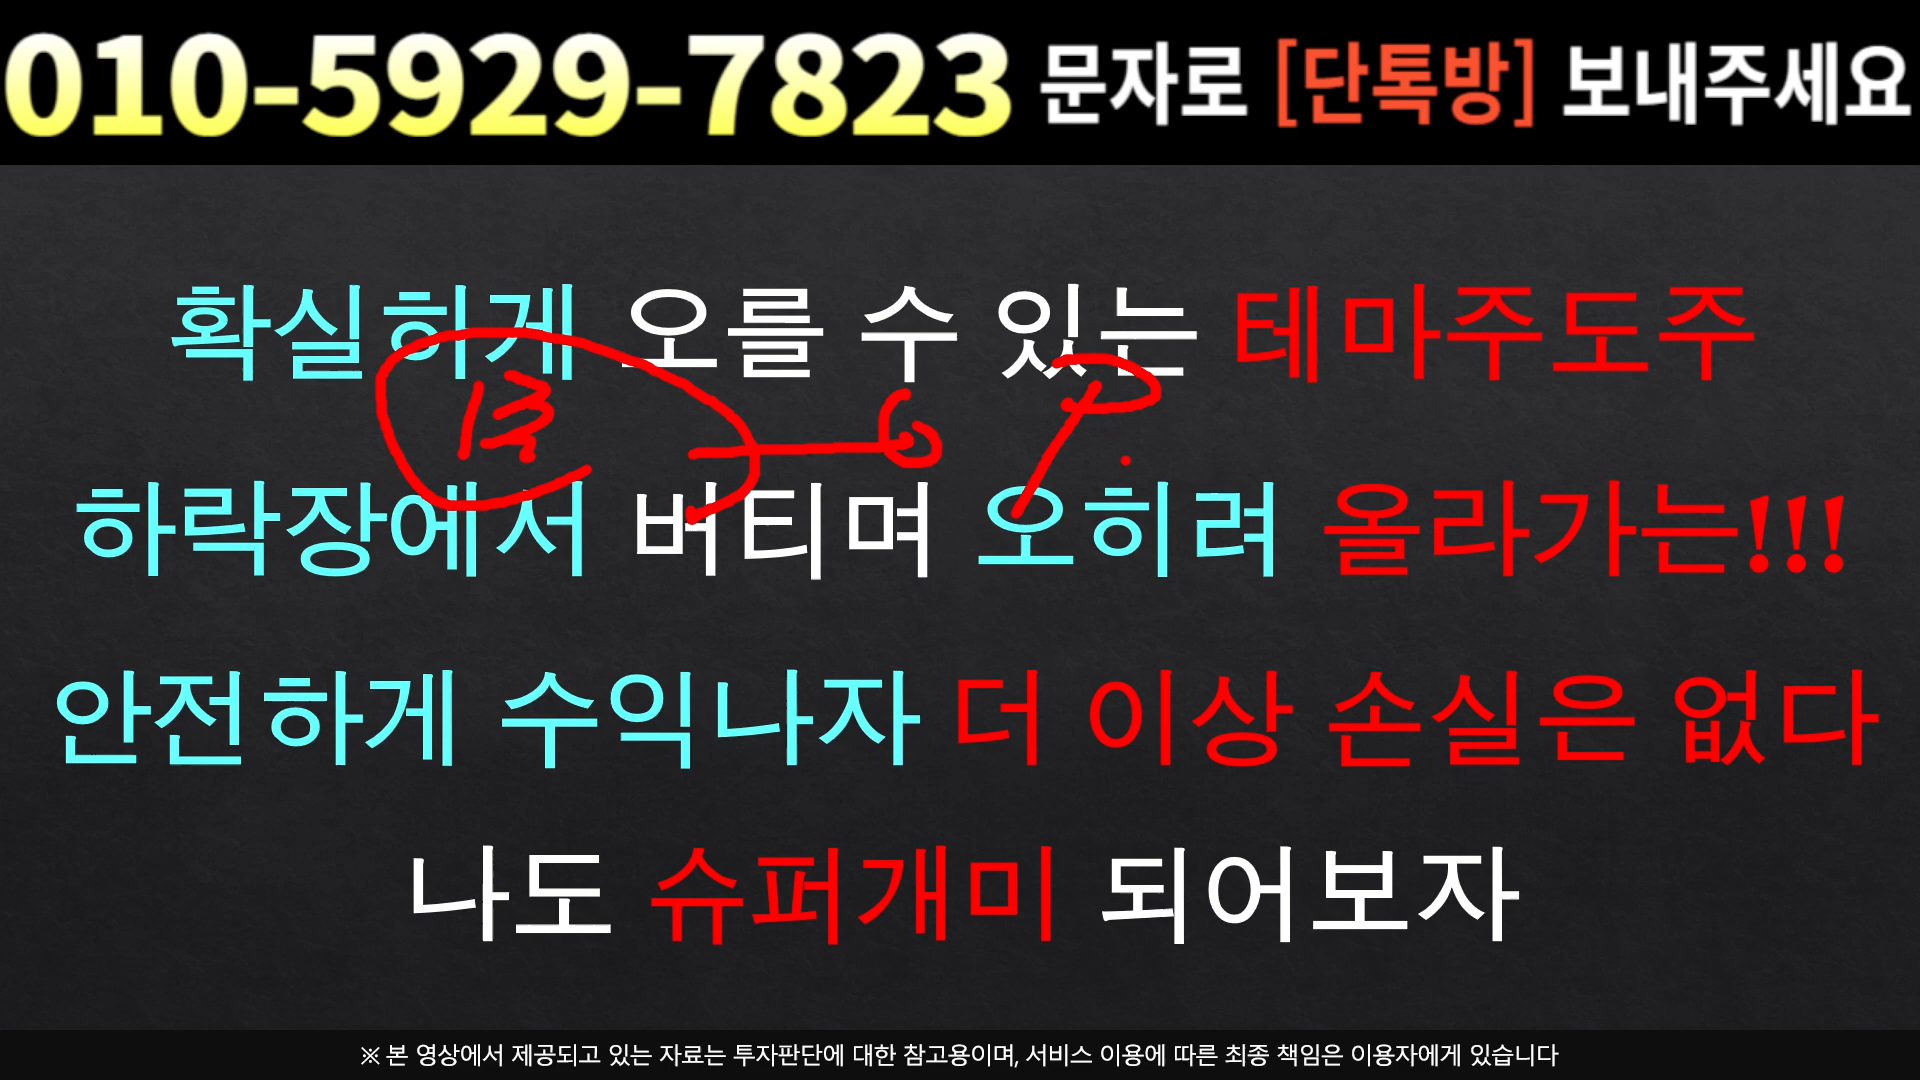 010-5929-7823 문자로 [단톡방] 보내주세요
확실하게 오를 수 있는 테마주도주
13
하락장에서 버티며 오히려 올라가는!!!
안전하게 수익나자 더 이상 손실은 없다
나도 슈퍼개미 되어보자
※ 본 영상에서 제공되고 있는 자료는 투자판단에 대한 참고용이며, 서비스 이용에 따른 최종 책임은 이용자에게 있습니다